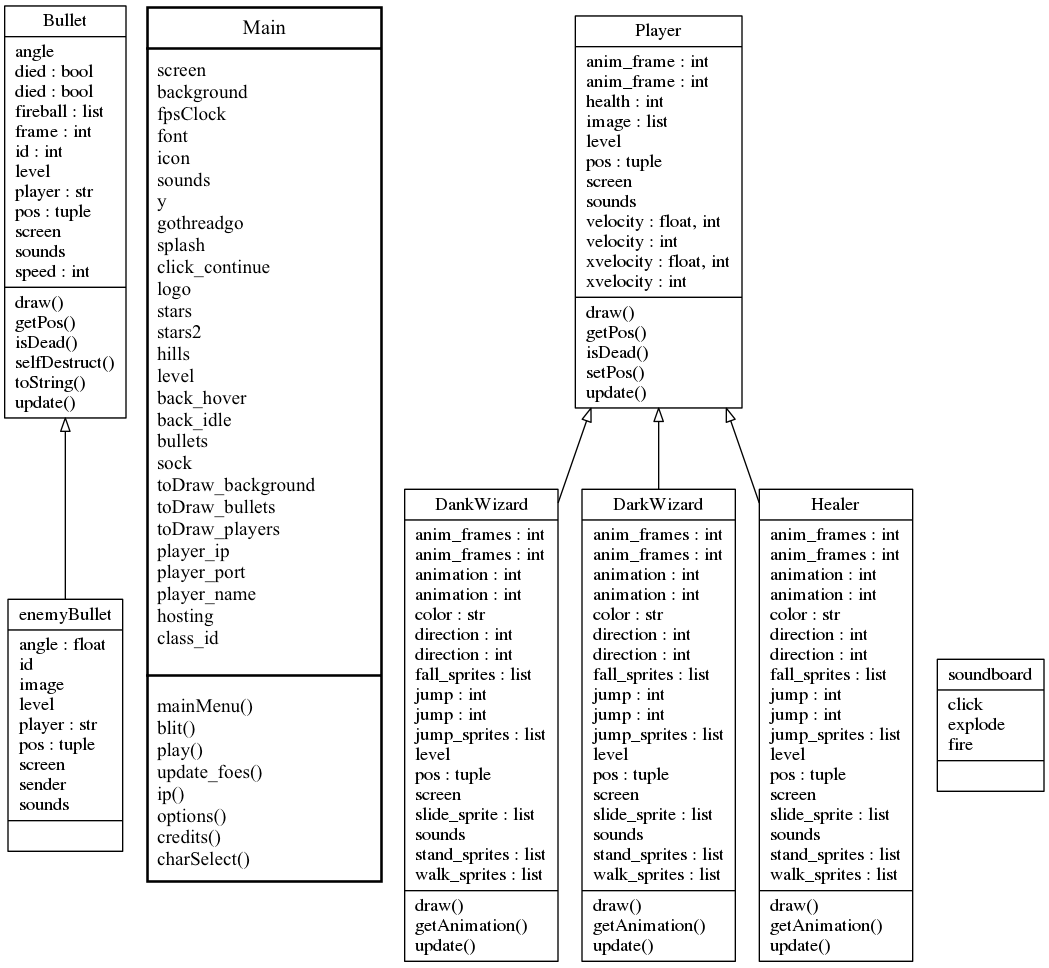 Bullet
angle
died : bool
died : bool
fireball : list
frame : int
id : int
level
player : str
pos : tuple
screen
sounds
speed : int
draw()
getPos()
isDead()
selfDestruct()
toString()
update()
enemyBullet
angle : float
id
image
level
player : str
pos : tuple
screen
sender
sounds
Main
screen
background
fpsClock
font
icon
sounds
y
gothreadgo
splash
click_continue
logo
stars
stars2
hills
level
back_hover
back_idle
bullets
sock
toDraw_background
toDraw_bullets
toDraw_players
player_ip
player_port
player_name
hosting
class_id
mainMenu()
blit()
play()
update_foes()
ip()
options()
credits()
charSelect()
Player
anim_frame : int
anim_frame : int
health : int
image : list
level
pos : tuple
screen
sounds
velocity : float, int
velocity : int
xvelocity : float, int
xvelocity : int
draw()
getPos()
isDead()
setPos()
update()
DankWizard
anim_frames : int
anim_frames : int
animation : int
animation : int
color : str
direction : int
direction : int
fall_sprites : list
jump : int
jump : int
jump_sprites : list
level
pos : tuple
screen
slide_sprite : list
sounds
stand_sprites : list
walk_sprites : list
draw()
getAnimation()
update()
DarkWizard
anim_frames : int
anim_frames : int
animation : int
animation : int
color : str
direction : int
direction : int
fall_sprites : list
jump : int
jump : int
jump_sprites : list
level
pos : tuple
screen
slide_sprite : list
sounds
stand_sprites : list
walk_sprites : list
draw()
getAnimation()
update()
Healer
anim_frames : int
anim_frames : int
animation : int
animation : int
color : str
direction : int
direction : int
fall_sprites : list
jump : int
jump : int
jump_sprites : list
level
pos : tuple
screen
slide_sprite : list
sounds
stand_sprites : list
walk_sprites : list
draw()
getAnimation()
update()
soundboard
click
explode
fire